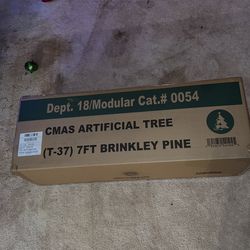 Dept. 18/Modular Cat.# 0054
CMAS ARTIFICIAL TREE
(T-37) 7FT BRINKLEY PINE